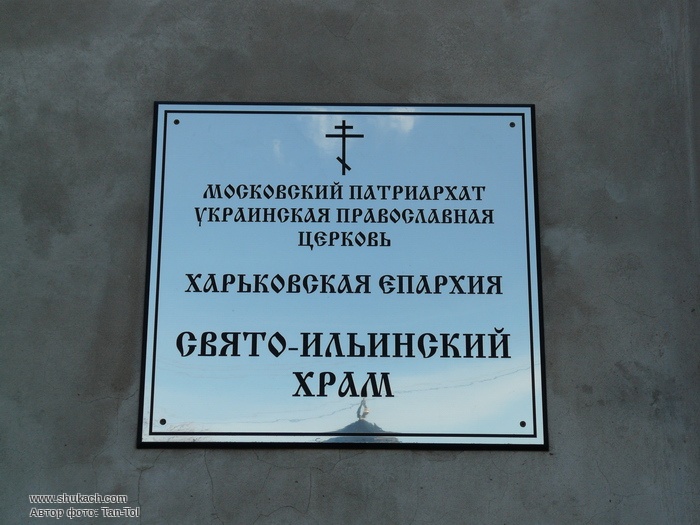 МОСКОВСКИЙ ПАТРИАРХАТ
УКРАИНСКАЯ ПРАВОСЛАВНАЯ
ЦЕРКОВЬ
ХАРЬКОВСКАЯ ЕПАРХИЯ
СВЯТО-ИЛЬИНСКИЙ
ХРАМ
www.shukach.com
Автор фото: Tan-Tol